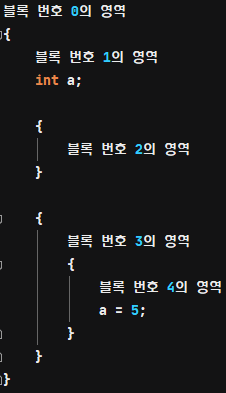 블록 번호 0의 영역
{
블록 번호 1의 영역
int a;
{
블록 번호 2의 영역
}
{
블록 번호 3의 영역
{
블록 번호 4의 영역
a = 5;
}
}
}